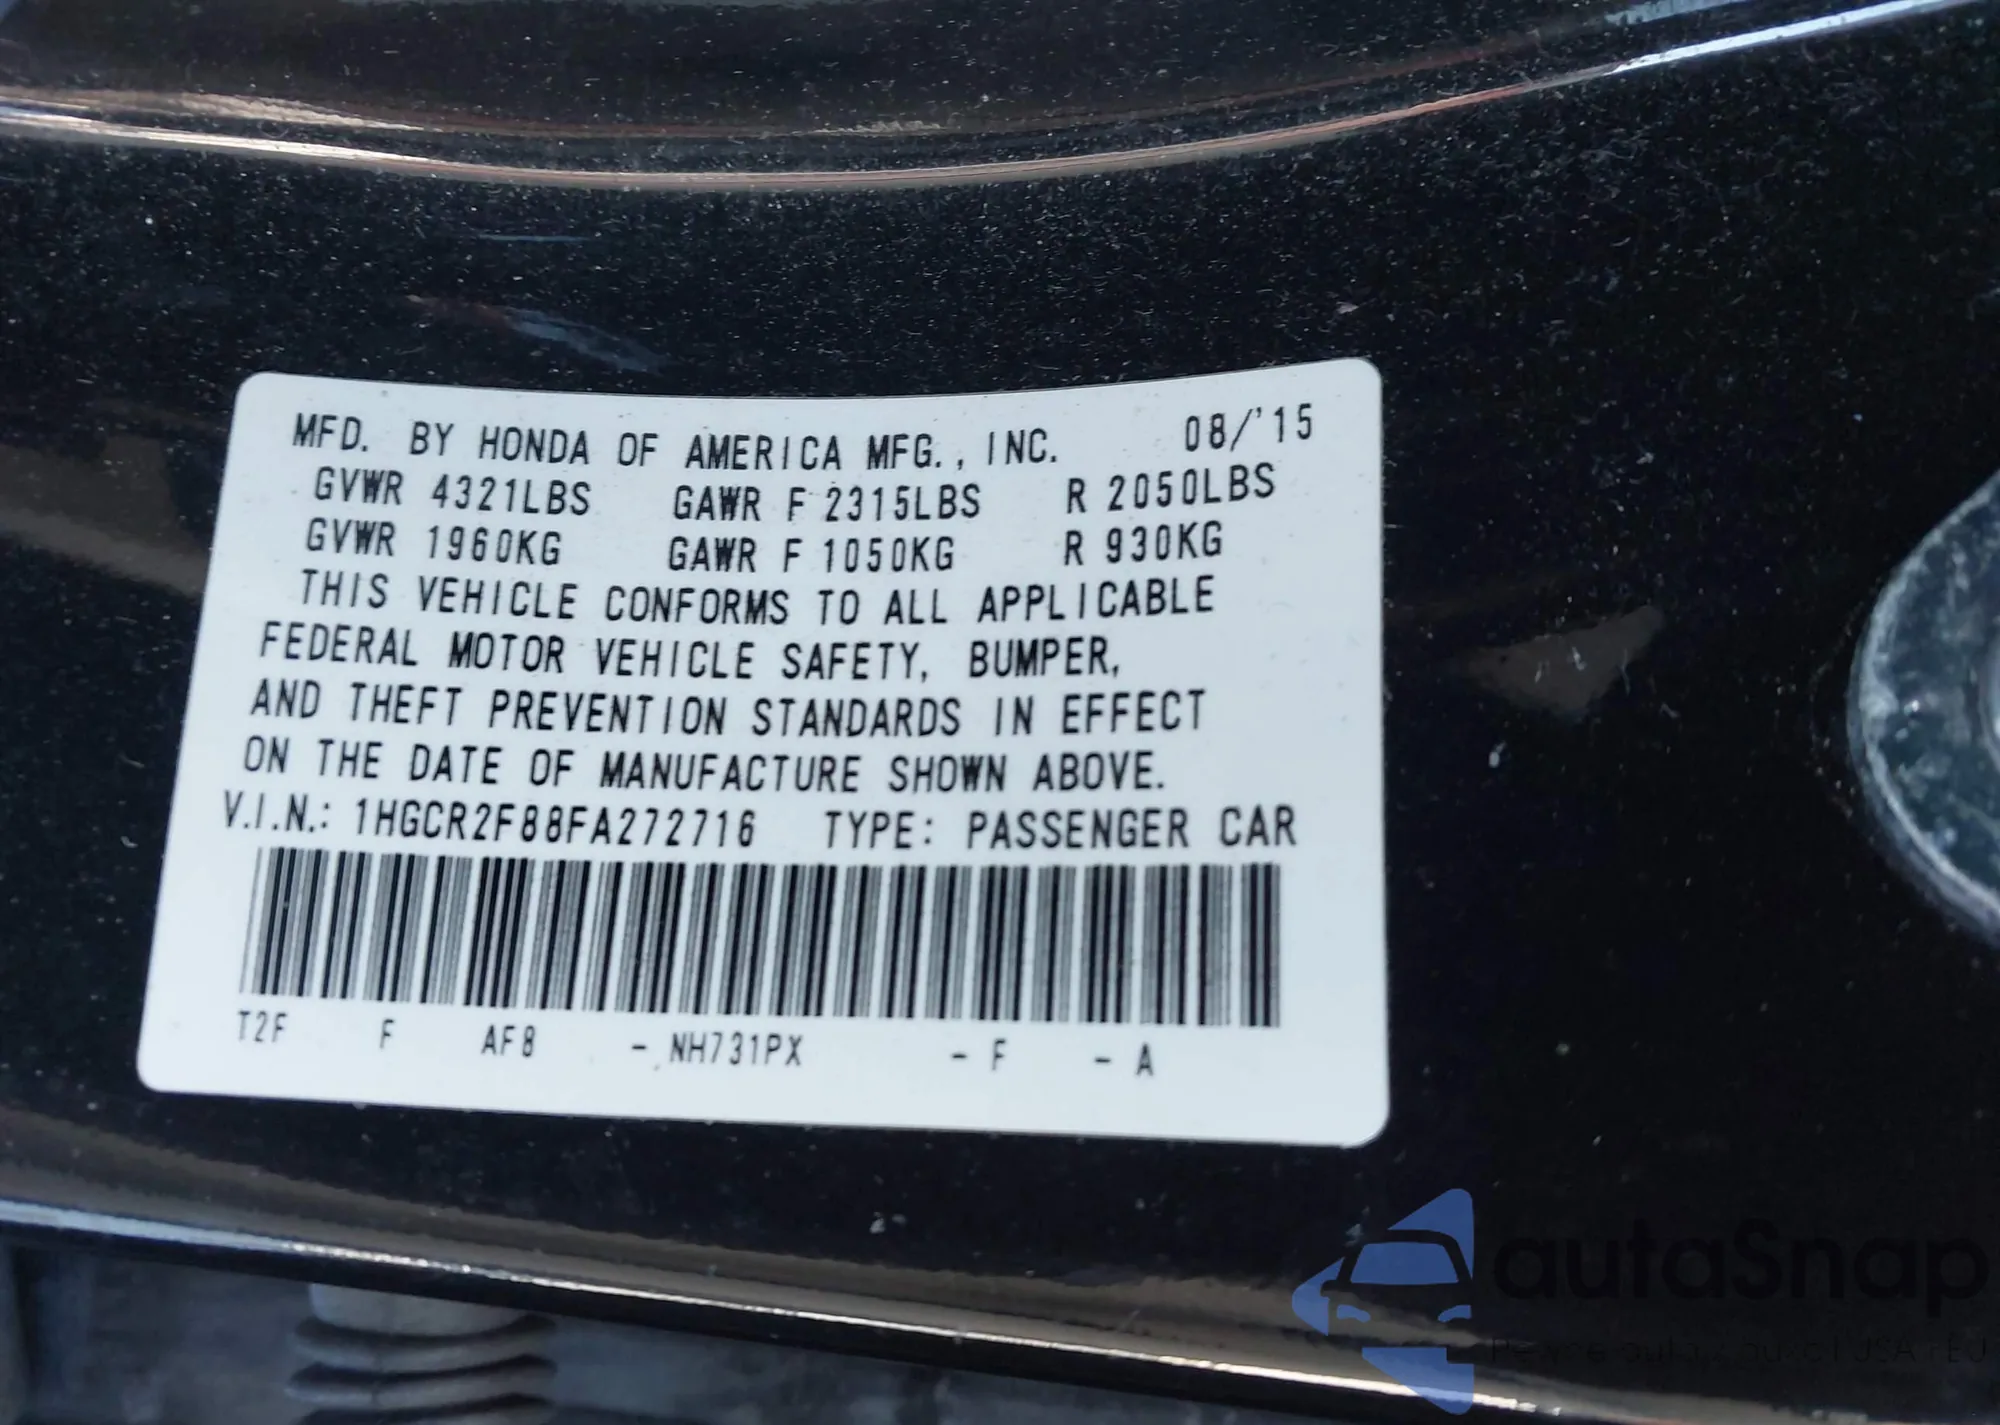 MFD. BY HONDA OF AMERICA MFG., INC. 08/'15
GVWR 4321LBS GAWR F 2315LBS R 2050LBS
GVWR 1960KG GAWR F 1050KG R 930KG
THIS VEHICLE CONFORMS TO ALL APPLICABLE
FEDERAL MOTOR VEHICLE SAFETY, BUMPER,
AND THEFT PREVENTION STANDARDS IN EFFECT
ON THE DATE OF MANUFACTURE SHOWN ABOVE.
V.I.N.: 1HGCR2F88FA272716 TYPE: PASSENGER CAR
T2F F AF8 - NH731PX - F - A
autaSnap